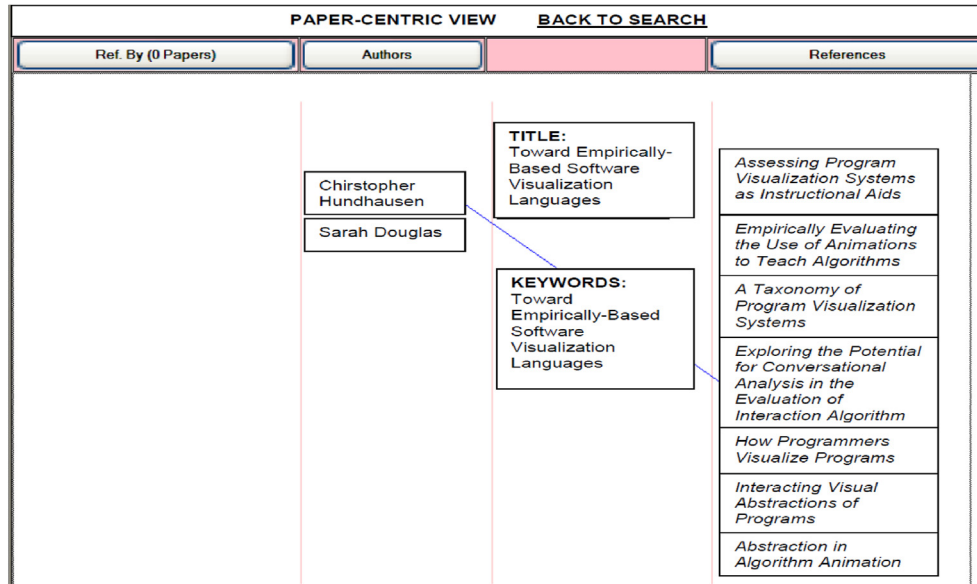 PAPER-CENTRIC VIEW BACK TO SEARCH
Ref. By (0 Papers) Authors References
Chirstopher
Hundhausen
Sarah Douglas
TITLE:
Toward Empirically-
Based Software
Visualization
Languages
KEYWORDS:
Toward
Empirically-Based
Software
Visualization
Languages
Assessing Program
Visualization Systems
as Instructional Aids
Empirically Evaluating
the Use of Animations
to Teach Algorithms
A Taxonomy of
Program Visualization
Systems
Exploring the Potential
for Conversational
Analysis in the
Evaluation of
Interaction Algorithm
How Programmers
Visualize Programs
Interacting Visual
Abstractions of
Programs
Abstraction in
Algorithm Animation